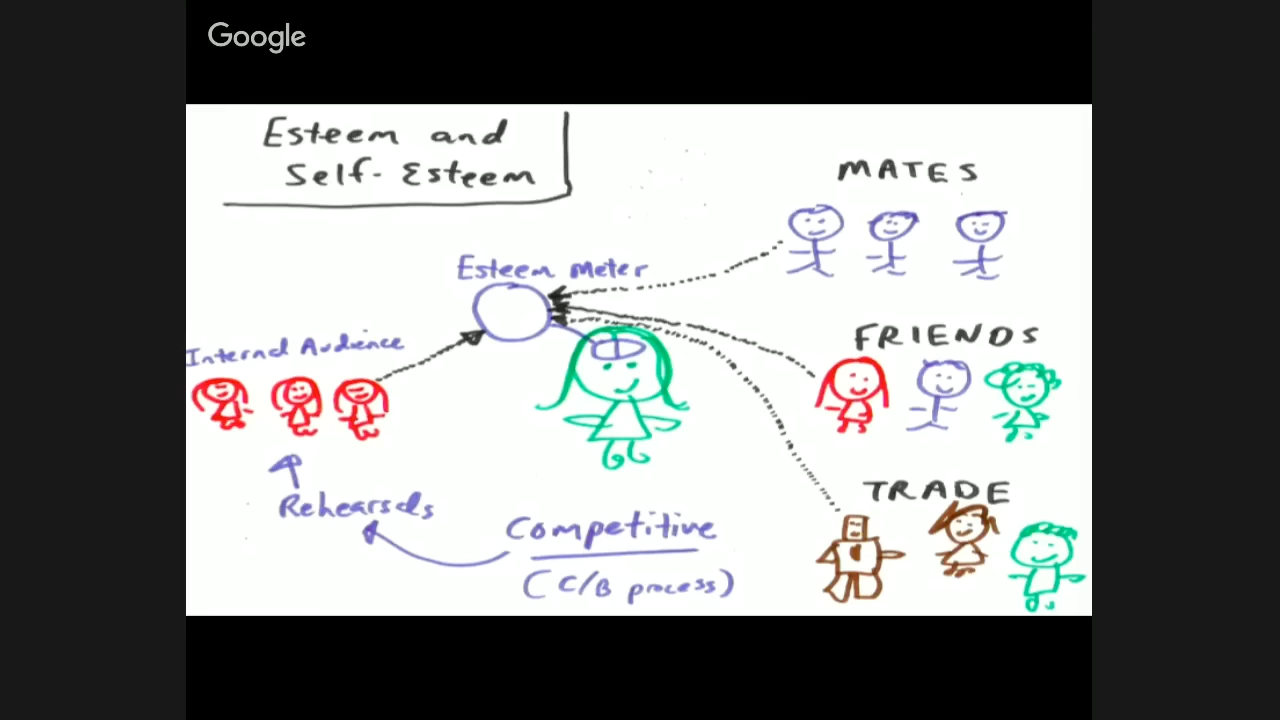 Google
Esteem and
Self-Esteem
MATES
Esteem Meter
Internal Audience
FRIENDS
TRADE
Rehearsals
Competitive
(C/B process)